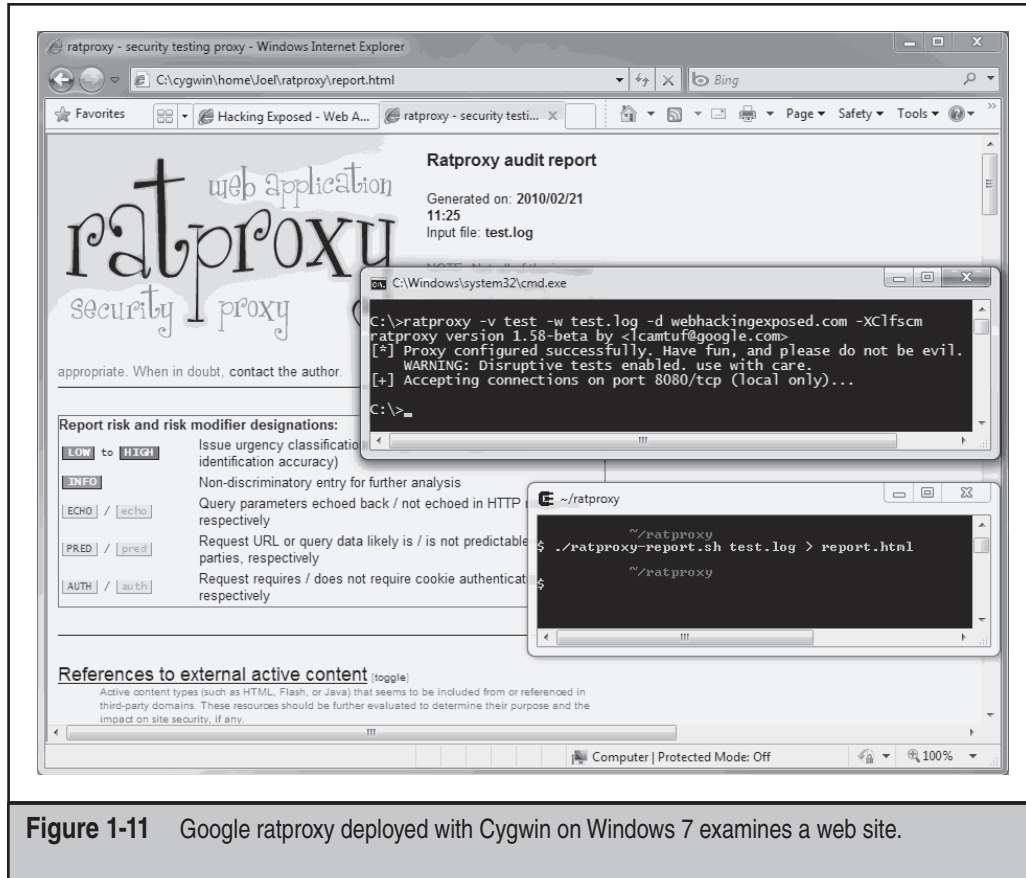 ratproxy - security testing proxy - Windows Internet Explorer
C:\cygwin\home\Joel\ratproxy\report.html
Bing
Favorites
Hacking Exposed - Web A...
ratproxy - security testi...
Page
Safety
Tools
web application
ratproxy
security proxy
Ratproxy audit report
Generated on: 2010/02/21
11:25
Input file: test.log
appropriate. When in doubt, contact the author.
C:\Windows\system32\cmd.exe
C:\>ratproxy -v test -w test.log -d webhackingexposed.com -XClfscm
ratproxy version 1.58-beta by <lcamtuf@google.com>
[*] Proxy configured successfully. Have fun, and please do not be evil.
WARNING: Disruptive tests enabled. use with care.
[+] Accepting connections on port 8080/tcp (local only)...
C:\>_
Report risk and risk modifier designations:
LOW to HIGH
Issue urgency classificatio
identification accuracy)
INFO
Non-discriminatory entry for further analysis
ECHO / echo
Query parameters echoed back / not echoed in HTTP
respectively
PRED / pred
Request URL or query data likely is / is not predictable
parties, respectively
AUTH / auth
Request requires / does not require cookie authenticat
respectively
~/ratproxy
~/ratproxy
$ ./ratproxy-report.sh test.log > report.html
~/ratproxy
$
References to external active content [toggle]
Active content types (such as HTML, Flash, or Java) that seems to be included from or referenced in
third-party domains. These resources should be further evaluated to determine their purpose and the
impact on site security, if any.
Computer | Protected Mode: Off
100%
Figure 1-11 Google ratproxy deployed with Cygwin on Windows 7 examines a web site.